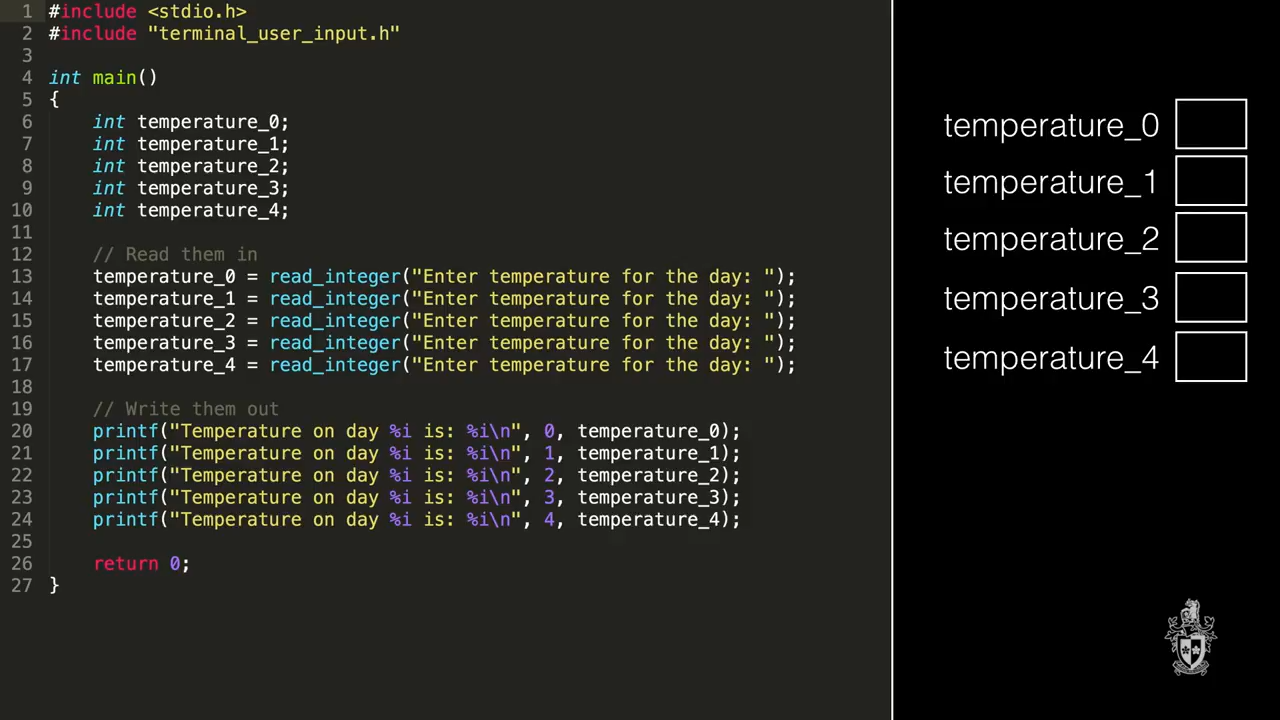 1 #include <stdio.h>
2 #include "terminal_user_input.h"
3
4 int main()
5 {
6 int temperature_0;
7 int temperature_1;
8 int temperature_2;
9 int temperature_3;
10 int temperature_4;
11
12 // Read them in
13 temperature_0 = read_integer("Enter temperature for the day: ");
14 temperature_1 = read_integer("Enter temperature for the day: ");
15 temperature_2 = read_integer("Enter temperature for the day: ");
16 temperature_3 = read_integer("Enter temperature for the day: ");
17 temperature_4 = read_integer("Enter temperature for the day: ");
18
19 // Write them out
20 printf("Temperature on day %i is: %i\n", 0, temperature_0);
21 printf("Temperature on day %i is: %i\n", 1, temperature_1);
22 printf("Temperature on day %i is: %i\n", 2, temperature_2);
23 printf("Temperature on day %i is: %i\n", 3, temperature_3);
24 printf("Temperature on day %i is: %i\n", 4, temperature_4);
25
26 return 0;
27 }
temperature_0
temperature_1
temperature_2
temperature_3
temperature_4